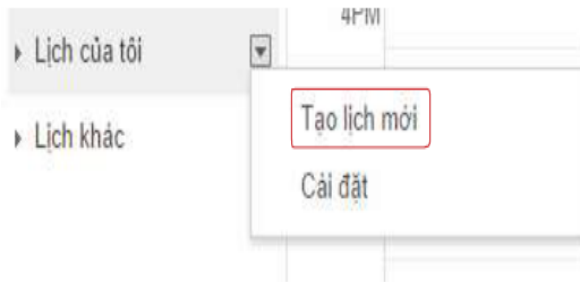 4PM
Lịch của tôi
Tạo lịch mới
Lịch khác
Cài đặt